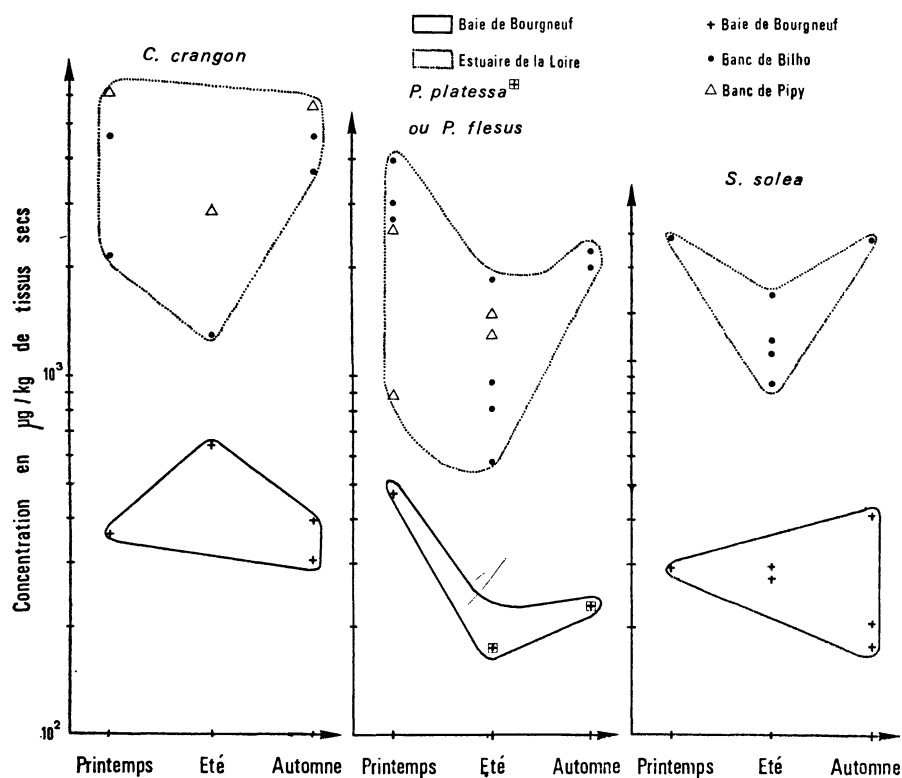 C. crangon
Baie de Bourgneuf
Estuaire de la Loire
P. platessa
ou P. flesus
+ Baie de Bourgneuf
• Banc de Bilho
△ Banc de Pipy
S. solea
Concentration en µg/kg de tissus secs
10³
10²
Printemps Eté Automne
Printemps Eté Automne
Printemps Eté Automne